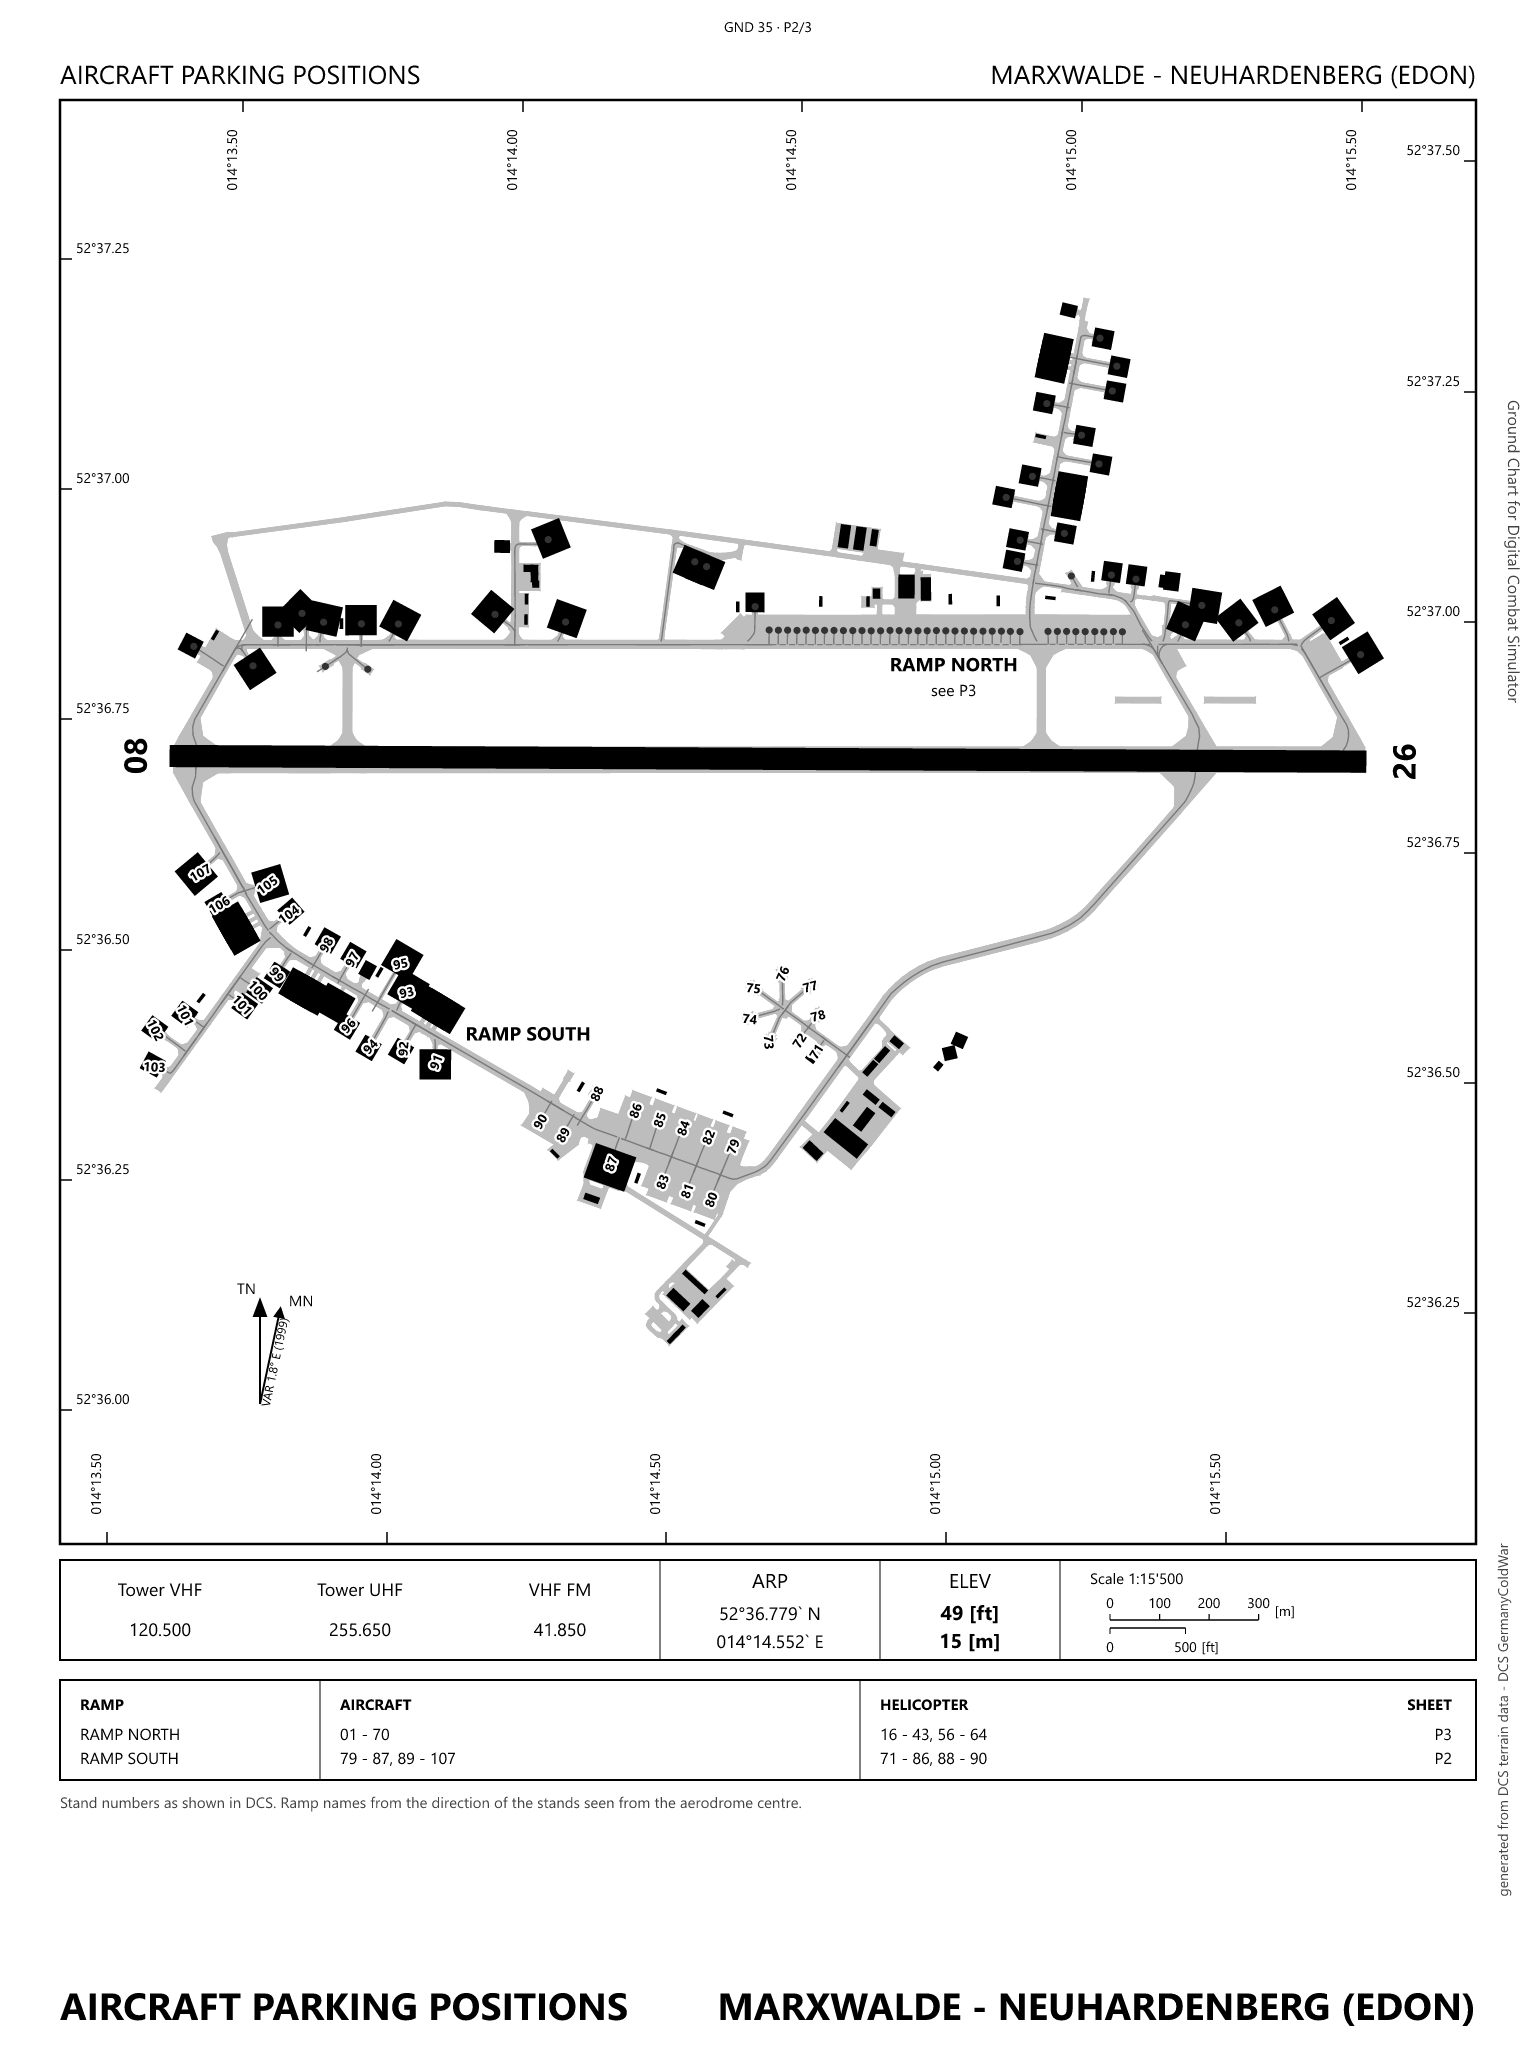 GND 35 · P2/3
AIRCRAFT PARKING POSITIONS
MARXWALDE - NEUHARDENBERG (EDON)
014°13.50
014°14.00
014°14.50
014°15.00
014°15.50
52°37.50
52°37.25
52°37.25
52°37.00
52°37.00
RAMP NORTH
see P3
52°36.75
08
26
52°36.75
107
105
106
104
98
97
95
99
100
101
93
96
94
92
91
102
107
103
52°36.50
RAMP SOUTH
76
75
77
74
78
73
72
71
52°36.50
88
90
89
86
85
84
82
79
87
83
81
80
52°36.25
52°36.25
TN
MN
VAR 1.8° E (1999)
52°36.00
014°13.50
014°14.00
014°14.50
014°15.00
014°15.50
Ground Chart for Digital Combat Simulator
generated from DCS terrain data - DCS GermanyColdWar
Tower VHF
120.500
Tower UHF
255.650
VHF FM
41.850
ARP
52°36.779` N
014°14.552` E
ELEV
49 [ft]
15 [m]
Scale 1:15'500
0 100 200 300 [m]
0 500 [ft]
RAMP AIRCRAFT HELICOPTER SHEET
RAMP NORTH 01 - 70 16 - 43, 56 - 64 P3
RAMP SOUTH 79 - 87, 89 - 107 71 - 86, 88 - 90 P2
Stand numbers as shown in DCS. Ramp names from the direction of the stands seen from the aerodrome centre.
AIRCRAFT PARKING POSITIONS
MARXWALDE - NEUHARDENBERG (EDON)